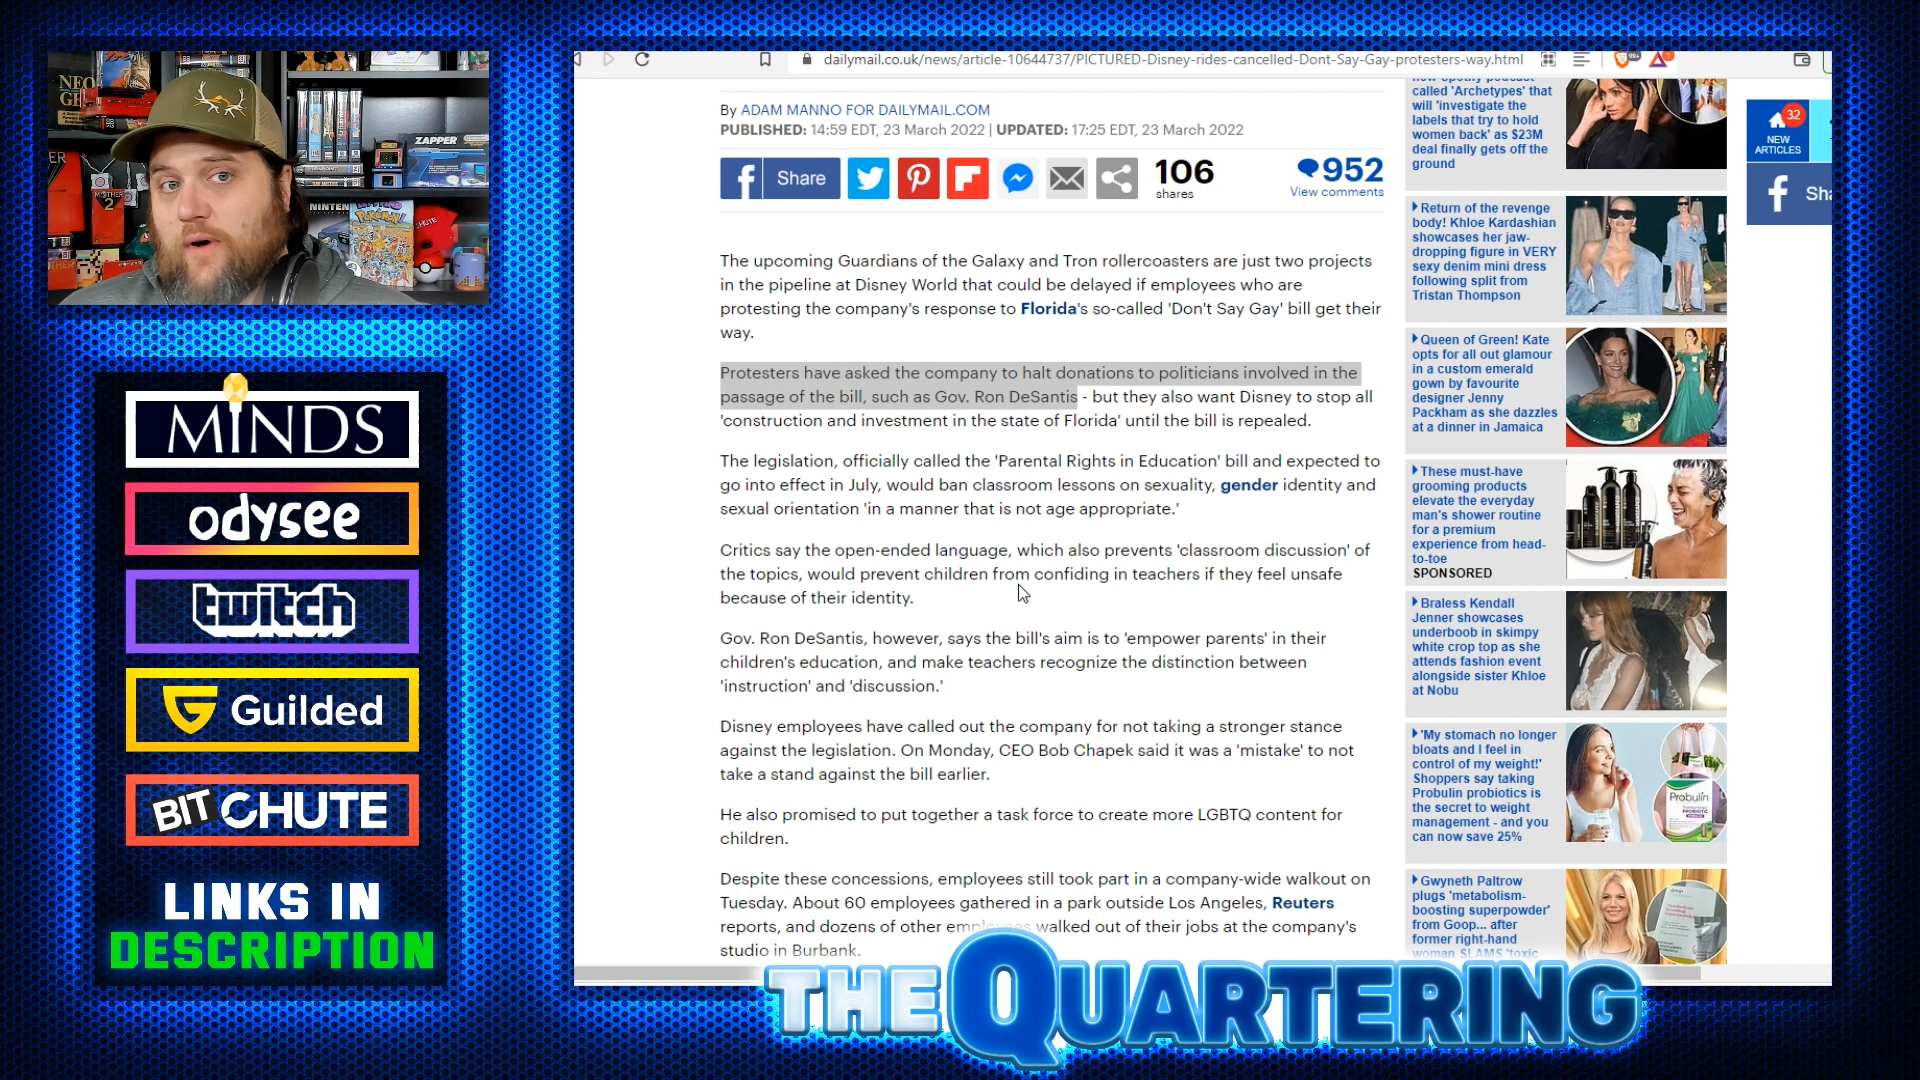 dailymail.co.uk/news/article-10644737/PICTURED-Disney-rides-cancelled-Dont-Say-Gay-protesters-way.html
By ADAM MANNO FOR DAILYMAIL.COM
PUBLISHED: 14:59 EDT, 23 March 2022 | UPDATED: 17:25 EDT, 23 March 2022
Share
106
shares
952
View comments
The upcoming Guardians of the Galaxy and Tron rollercoasters are just two projects
in the pipeline at Disney World that could be delayed if employees who are
protesting the company's response to Florida's so-called 'Don't Say Gay' bill get their
way.
Protesters have asked the company to halt donations to politicians involved in the
passage of the bill, such as Gov. Ron DeSantis - but they also want Disney to stop all
'construction and investment in the state of Florida' until the bill is repealed.
The legislation, officially called the 'Parental Rights in Education' bill and expected to
go into effect in July, would ban classroom lessons on sexuality, gender identity and
sexual orientation 'in a manner that is not age appropriate.'
Critics say the open-ended language, which also prevents 'classroom discussion' of
the topics, would prevent children from confiding in teachers if they feel unsafe
because of their identity.
Gov. Ron DeSantis, however, says the bill's aim is to 'empower parents' in their
children's education, and make teachers recognize the distinction between
'instruction' and 'discussion.'
Disney employees have called out the company for not taking a stronger stance
against the legislation. On Monday, CEO Bob Chapek said it was a 'mistake' to not
take a stand against the bill earlier.
He also promised to put together a task force to create more LGBTQ content for
children.
Despite these concessions, employees still took part in a company-wide walkout on
Tuesday. About 60 employees gathered in a park outside Los Angeles, Reuters
reports, and dozens of other employees walked out of their jobs at the company's
studio in Burbank.
called 'Archetypes' that
will 'investigate the
labels that try to hold
women back' as $23M
deal finally gets off the
ground
Return of the revenge
body! Khloe Kardashian
showcases her jaw-
dropping figure in VERY
sexy denim mini dress
following split from
Tristan Thompson
Queen of Green! Kate
opts for all out glamour
in a custom emerald
gown by favourite
designer Jenny
Packham as she dazzles
at a dinner in Jamaica
These must-have
grooming products
elevate the everyday
man's shower routine
for a premium
experience from head-
to-toe
SPONSORED
Braless Kendall
Jenner showcases
underboob in skimpy
white crop top as she
attends fashion event
alongside sister Khloe
at Nobu
'My stomach no longer
bloats and I feel in
control of my weight!'
Shoppers say taking
Probulin probiotics is
the secret to weight
management - and you
can now save 25%
Probulin
Gwyneth Paltrow
plugs 'metabolism-
boosting superpowder'
from Goop... after
former right-hand
woman SLAMS 'toxic
32
NEW
ARTICLES
Sha
ZAPPER
NINTEN
POKéMON
MOTHER
2
MINDS
odysee
twitch
Guilded
BITCHUTE
LINKS IN
DESCRIPTION
THE QUARTERING